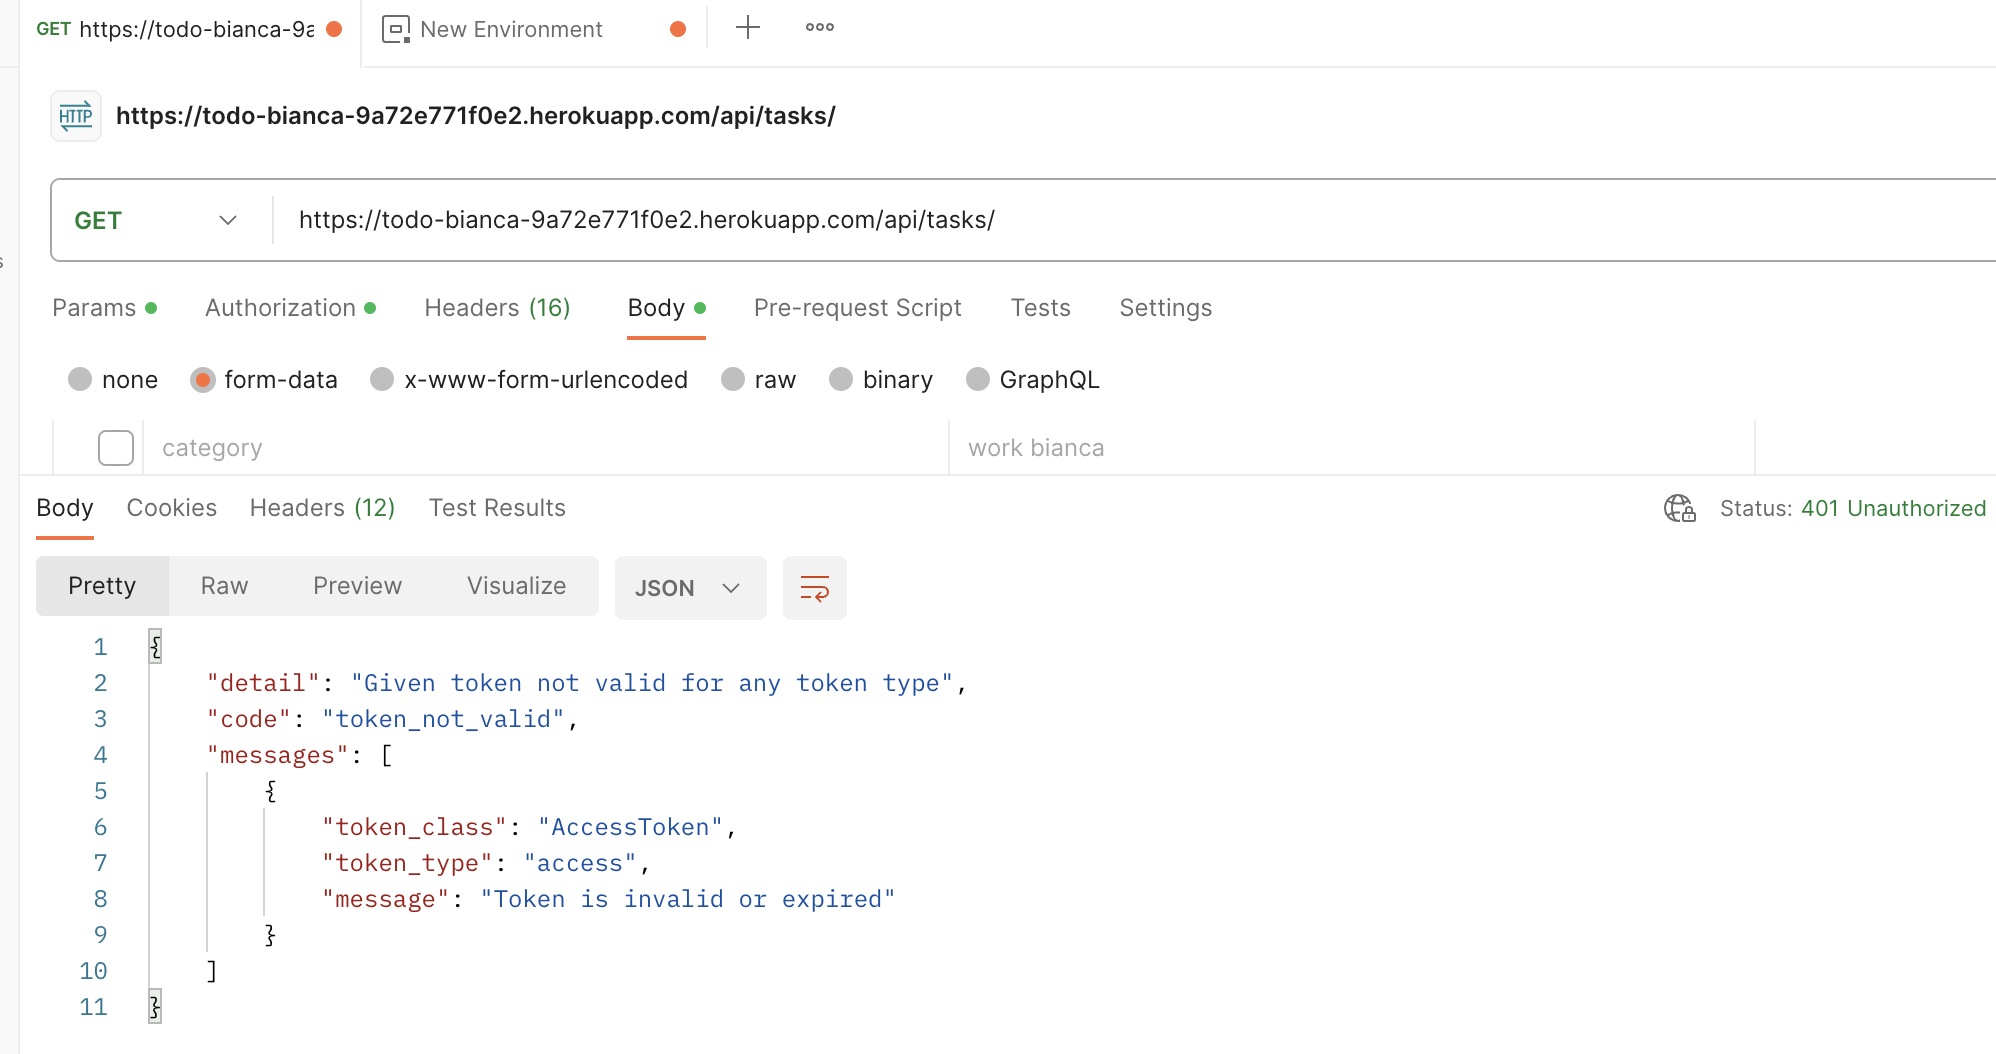 GET https://todo-bianca-9a
New Environment
HTTP https://todo-bianca-9a72e771f0e2.herokuapp.com/api/tasks/
GET https://todo-bianca-9a72e771f0e2.herokuapp.com/api/tasks/
Params Authorization Headers (16) Body Pre-request Script Tests Settings
none form-data x-www-form-urlencoded raw binary GraphQL
category work bianca
Body Cookies Headers (12) Test Results Status: 401 Unauthorized
Pretty Raw Preview Visualize JSON
1 {
2 "detail": "Given token not valid for any token type",
3 "code": "token_not_valid",
4 "messages": [
5 {
6 "token_class": "AccessToken",
7 "token_type": "access",
8 "message": "Token is invalid or expired"
9 }
10 ]
11 }